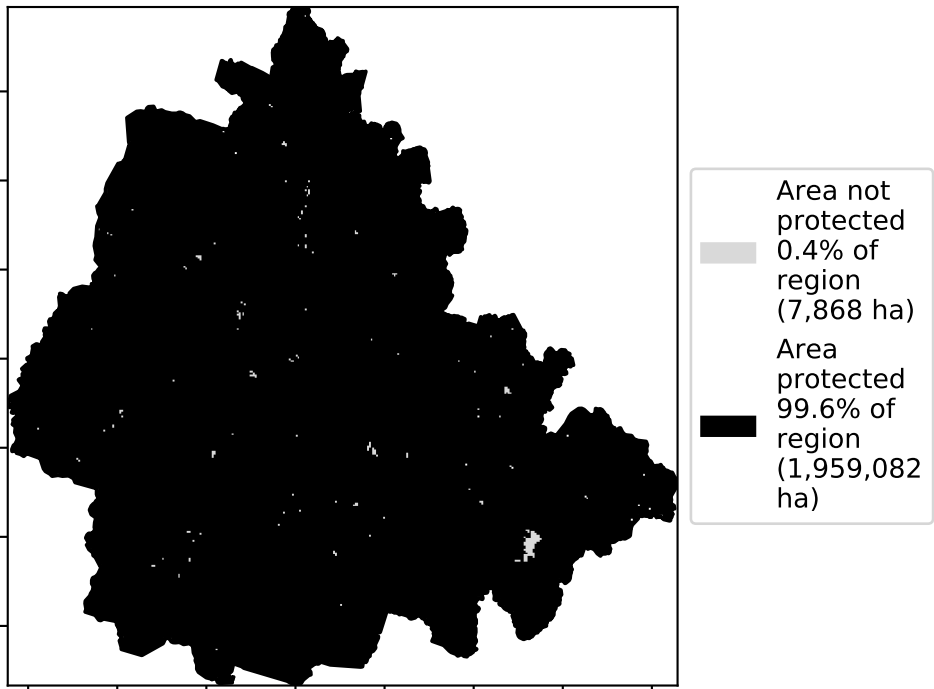 Area not
protected
0.4% of
region
(7,868 ha)
Area
protected
99.6% of
region
(1,959,082
ha)